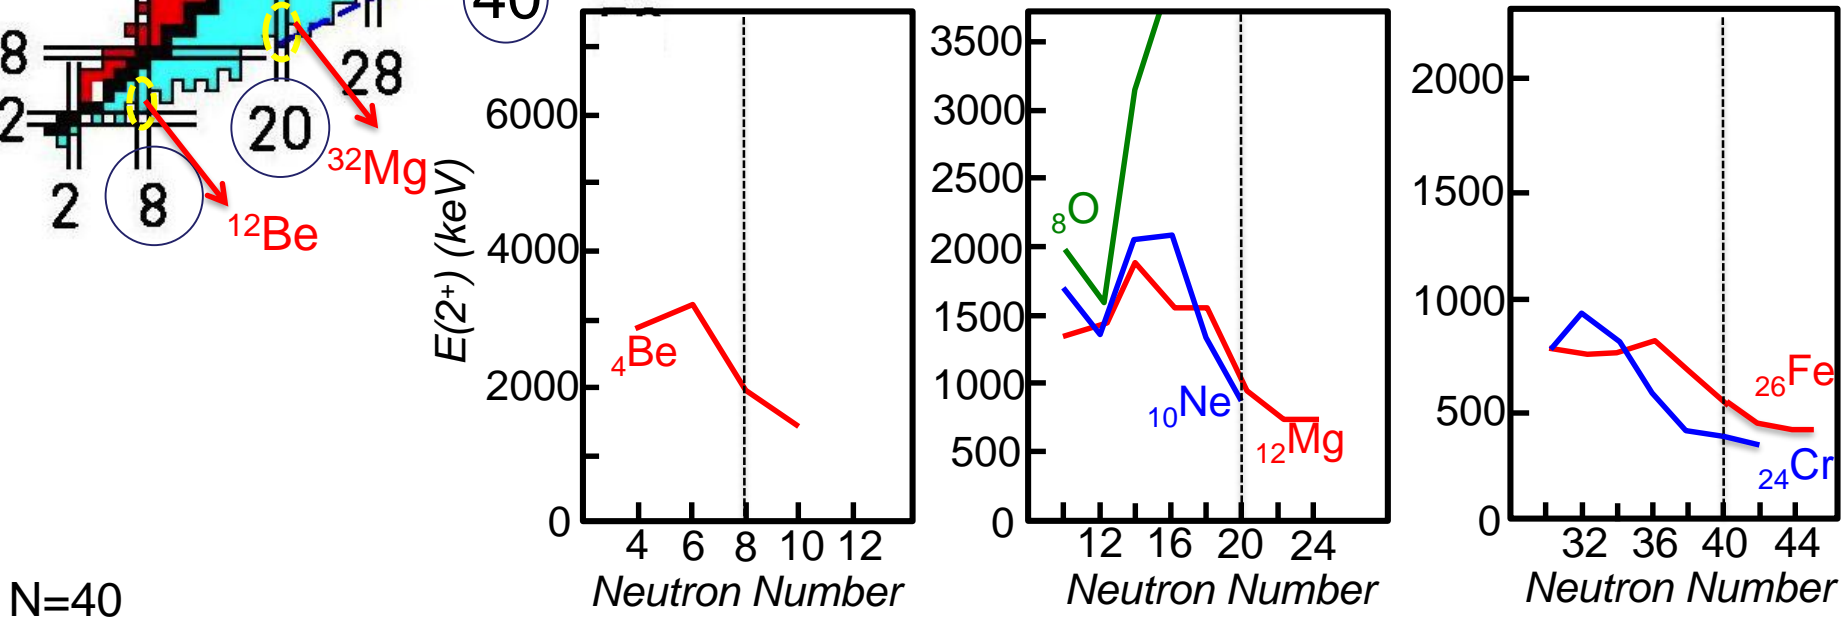 40
8
28
2
20
2
8
³²Mg
¹²Be
E(2⁺) (keV)
6000
4000
2000
0
₄Be
4 6 8 10 12
Neutron Number
3500
3000
2500
2000
1500
1000
500
0
₈O
₁₀Ne
₁₂Mg
12 16 20 24
Neutron Number
2000
1500
1000
500
0
₂₆Fe
₂₄Cr
32 36 40 44
Neutron Number
N=40